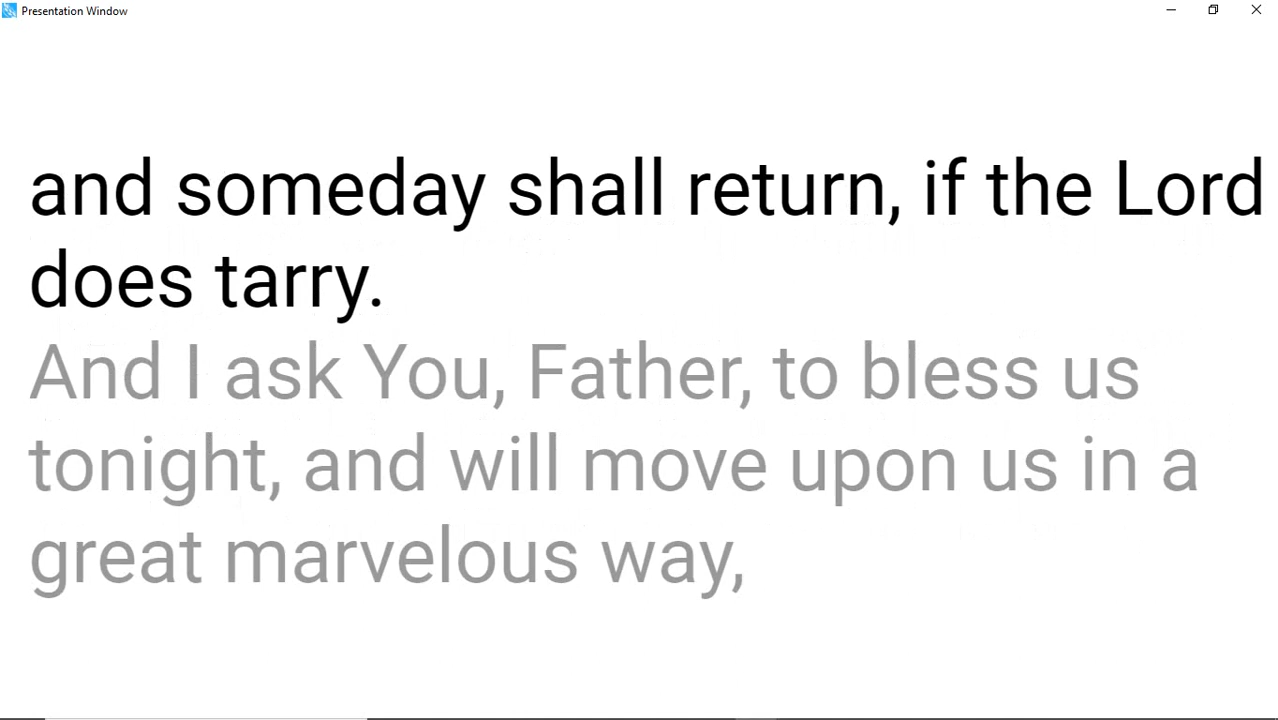 Presentation Window
and someday shall return, if the Lord
does tarry.
And I ask You, Father, to bless us
tonight, and will move upon us in a
great marvelous way,